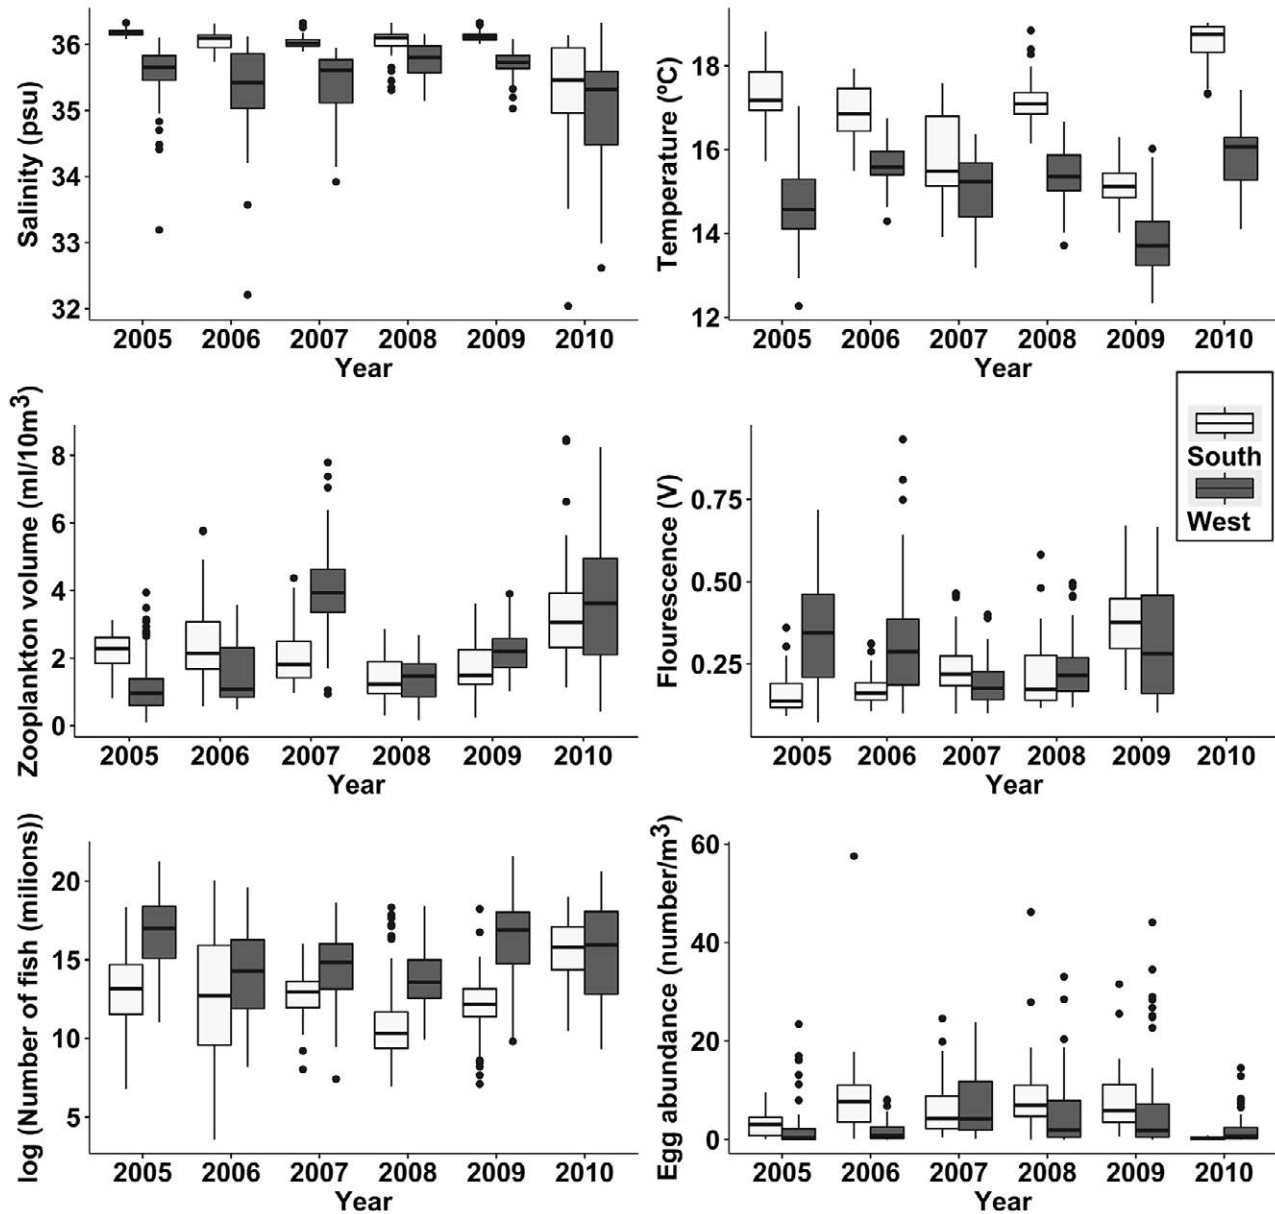 Salinity (psu)
36
35
34
33
32
2005 2006 2007 2008 2009 2010
Year
Temperature (ºC)
18
16
14
12
2005 2006 2007 2008 2009 2010
Year
Zooplankton volume (ml/10m³)
8
6
4
2
0
2005 2006 2007 2008 2009 2010
Year
Flourescence (V)
0.75
0.50
0.25
2005 2006 2007 2008 2009 2010
Year
South
West
log (Number of fish (milions))
20
15
10
5
2005 2006 2007 2008 2009 2010
Year
Egg abundance (number/m³)
60
40
20
0
2005 2006 2007 2008 2009 2010
Year